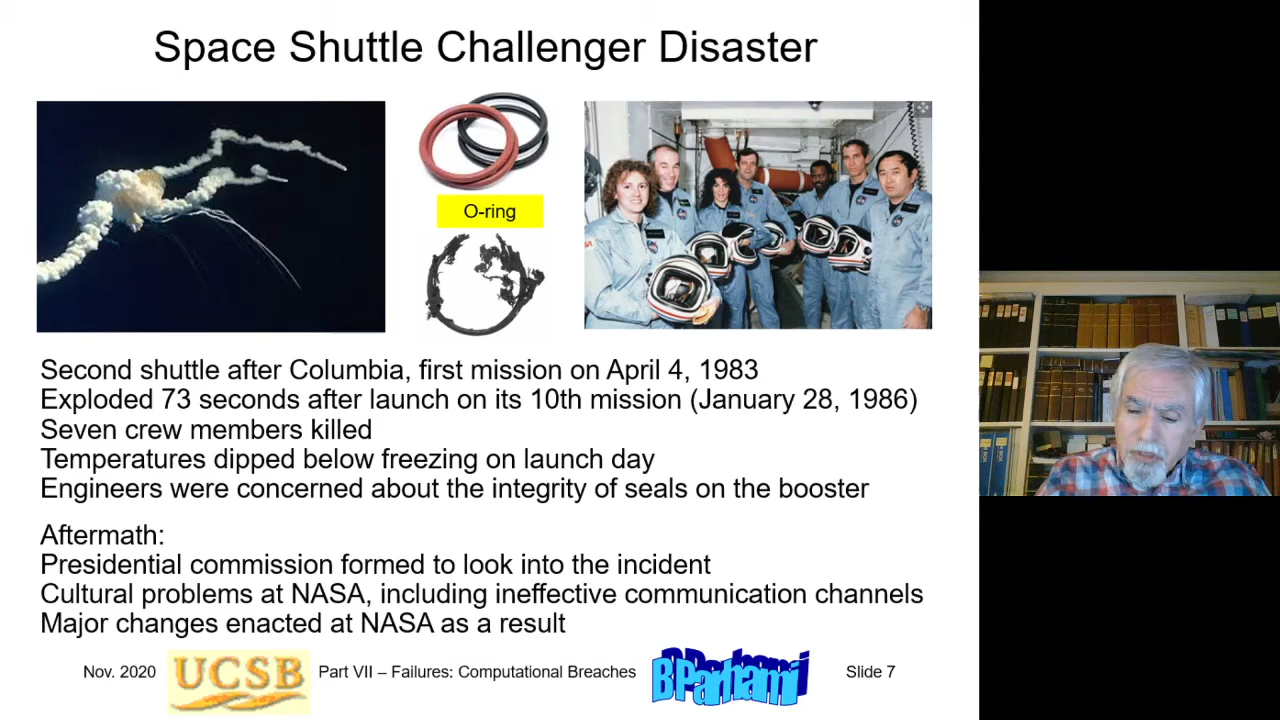 Space Shuttle Challenger Disaster
O-ring
Second shuttle after Columbia, first mission on April 4, 1983
Exploded 73 seconds after launch on its 10th mission (January 28, 1986)
Seven crew members killed
Temperatures dipped below freezing on launch day
Engineers were concerned about the integrity of seals on the booster
Aftermath:
Presidential commission formed to look into the incident
Cultural problems at NASA, including ineffective communication channels
Major changes enacted at NASA as a result
Nov. 2020
UCSB
Part VII – Failures: Computational Breaches
B Parhami
Slide 7